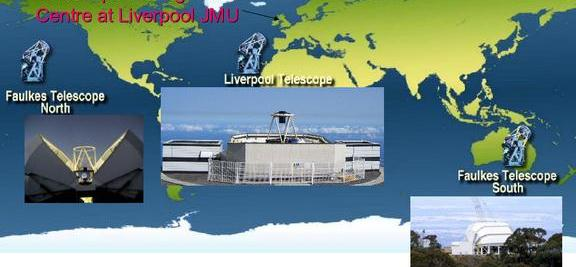 Centre at Liverpool JMU
Liverpool Telescope
Faulkes Telescope
North
Faulkes Telescope
South